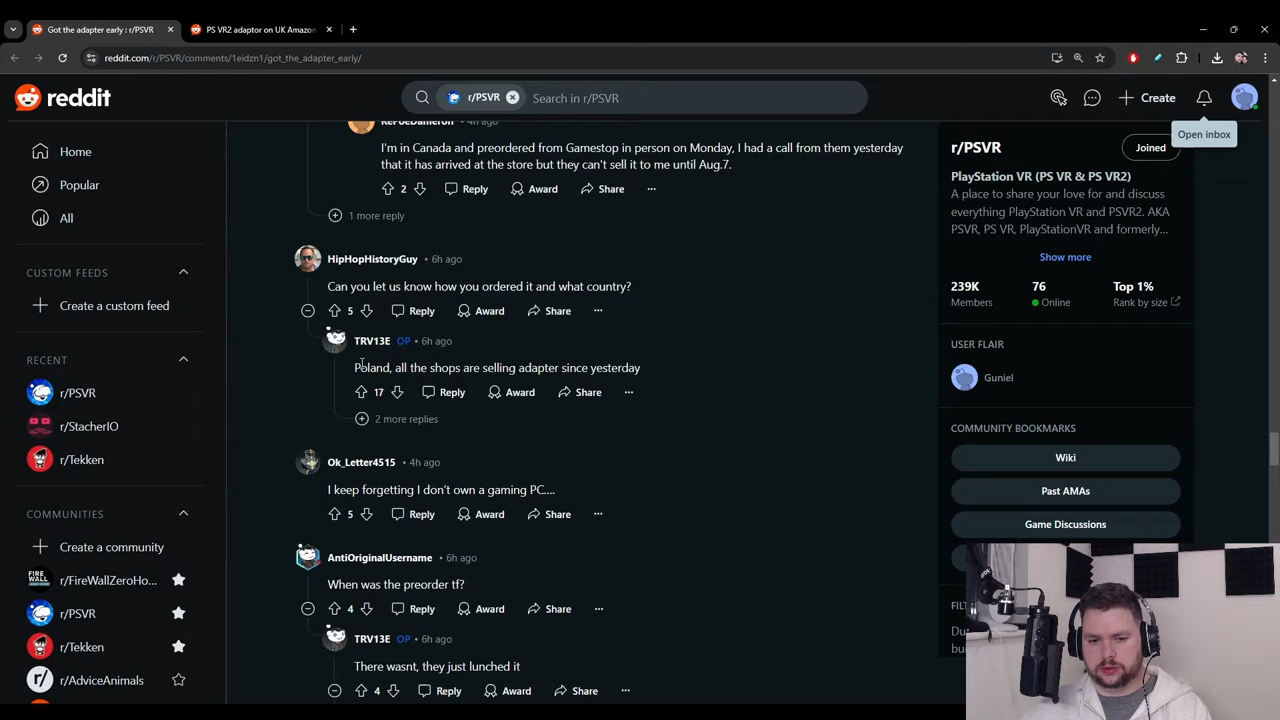 Got the adapter early : r/PSVR
PS VR2 adaptor on UK Amazon
reddit.com/r/PSVR/comments/1eidzn1/got_the_adapter_early/
reddit
r/PSVR
Search in r/PSVR
Create
Open inbox
Home
Popular
All
CUSTOM FEEDS
Create a custom feed
RECENT
r/PSVR
r/StacherIO
r/Tekken
COMMUNITIES
Create a community
r/FireWallZeroHo...
r/PSVR
r/Tekken
r/AdviceAnimals
RePoeDameron • 4h ago
I'm in Canada and preordered from Gamestop in person on Monday, I had a call from them yesterday
that it has arrived at the store but they can't sell it to me until Aug.7.
2 Reply Award Share ...
1 more reply
HipHopHistoryGuy • 6h ago
Can you let us know how you ordered it and what country?
5 Reply Award Share ...
TRV13E OP • 6h ago
Poland, all the shops are selling adapter since yesterday
17 Reply Award Share ...
2 more replies
Ok_Letter4515 • 4h ago
I keep forgetting I don’t own a gaming PC....
5 Reply Award Share ...
AntiOriginalUsername • 6h ago
When was the preorder tf?
4 Reply Award Share ...
TRV13E OP • 6h ago
There wasnt, they just lunched it
4 Reply Award Share ...
r/PSVR
Joined
PlayStation VR (PS VR & PS VR2)
A place to share your love for and discuss
everything PlayStation VR and PSVR2. AKA
PSVR, PS VR, PlayStationVR and formerly...
Show more
239K 76 Top 1%
Members Online Rank by size
USER FLAIR
Guniel
COMMUNITY BOOKMARKS
Wiki
Past AMAs
Game Discussions